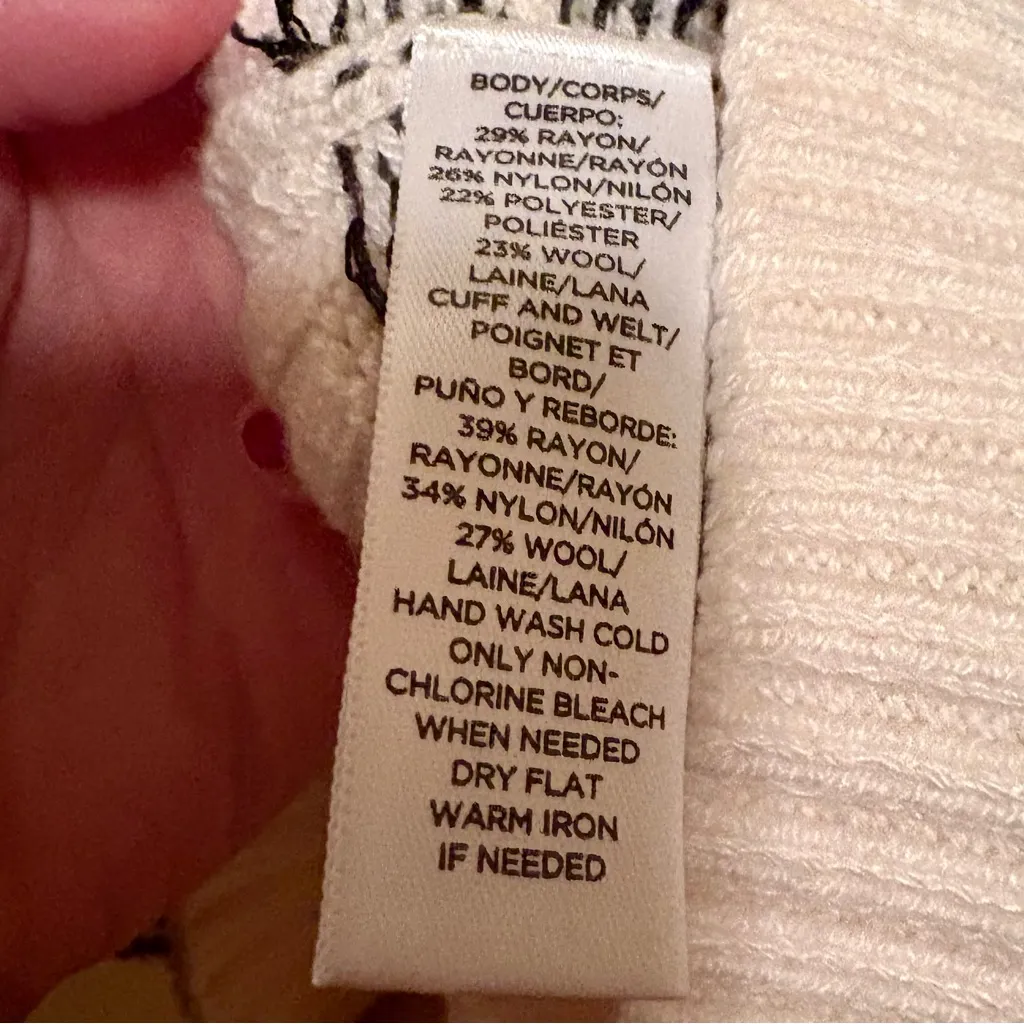 BODY/CORPS/
CUERPO:
29% RAYON/
RAYONNE/RAYÓN
26% NYLON/NILÓN
22% POLYESTER/
POLIÉSTER
23% WOOL/
LAINE/LANA
CUFF AND WELT/
POIGNET ET
BORD/
PUÑO Y REBORDE:
39% RAYON/
RAYONNE/RAYÓN
34% NYLON/NILÓN
27% WOOL/
LAINE/LANA
HAND WASH COLD
ONLY NON-
CHLORINE BLEACH
WHEN NEEDED
DRY FLAT
WARM IRON
IF NEEDED